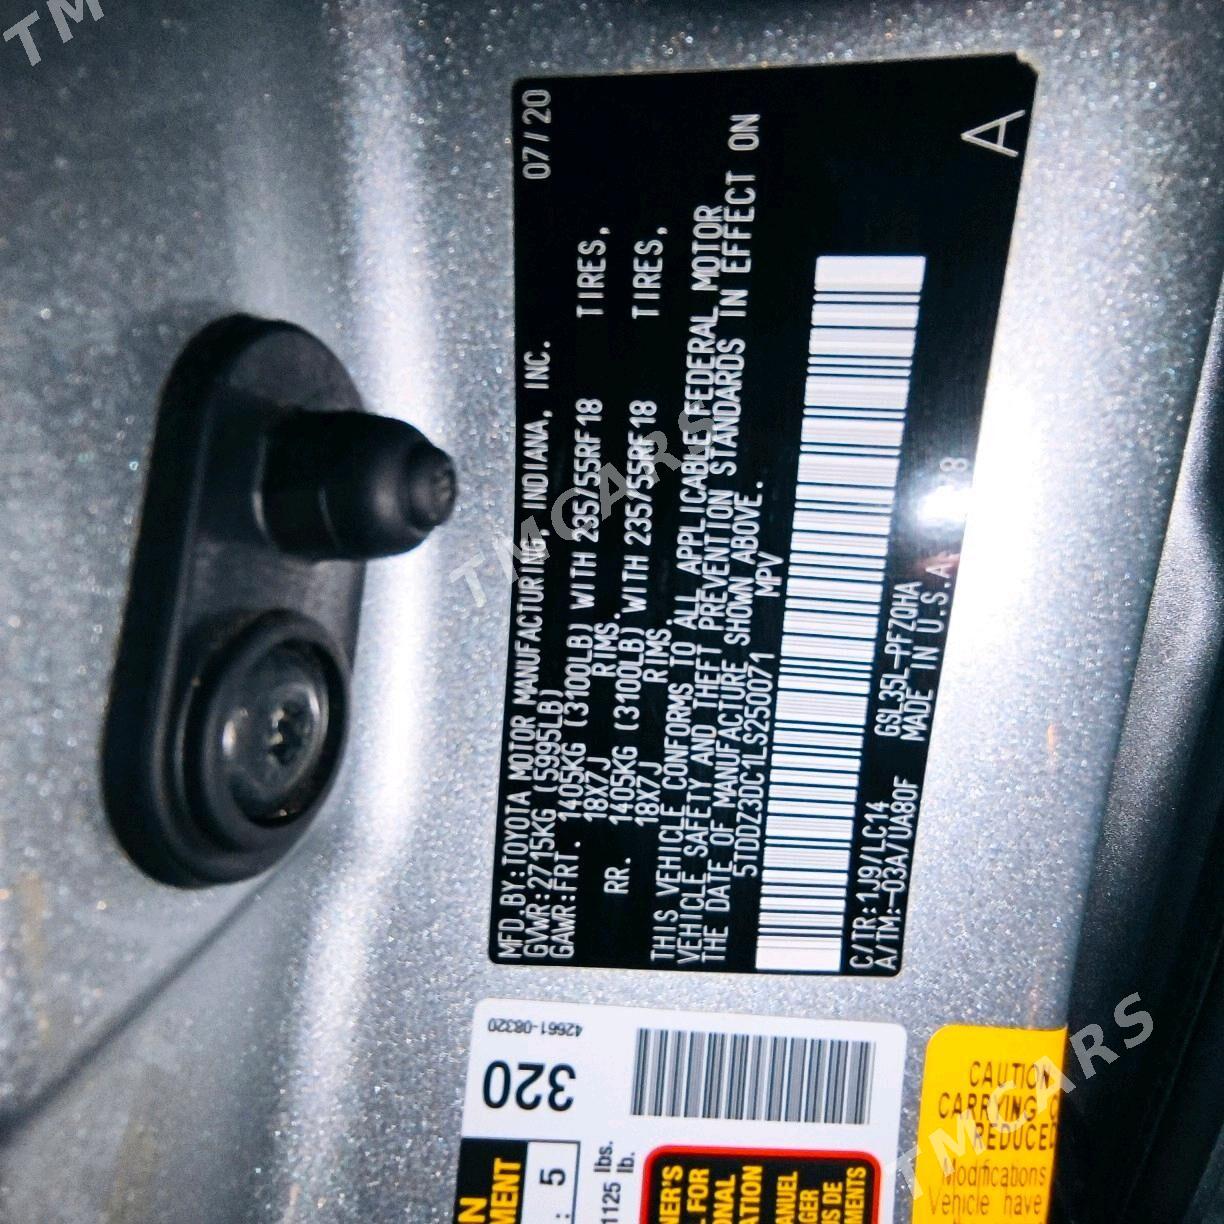 MFD.BY:TOYOTA MOTOR MANUFACTURING, INDIANA, INC. 07/20
GVWR:2715KG (5995LB)
GAWR:FRT. 1405KG (3100LB) WITH 235/55RF18 TIRES,
18X7J RIMS.
RR. 1405KG (3100LB) WITH 235/55RF18 TIRES,
18X7J RIMS.
THIS VEHICLE CONFORMS TO ALL APPLICABLE FEDERAL MOTOR
VEHICLE SAFETY AND THEFT PREVENTION STANDARDS IN EFFECT ON
THE DATE OF MANUFACTURE SHOWN ABOVE.
5TDDZ3DC1LS250071 MPV
C/TR:1J9/LC14 GSL35L-PFZQHA
A/TM:-03A/UA80F MADE IN U.S.A
8
A
42661-08320
320
5
1125 lbs.
lb.
CAUTION
CARRYING
REDUCED
Modifications
Vehicle have
TMCARS
TMCARS